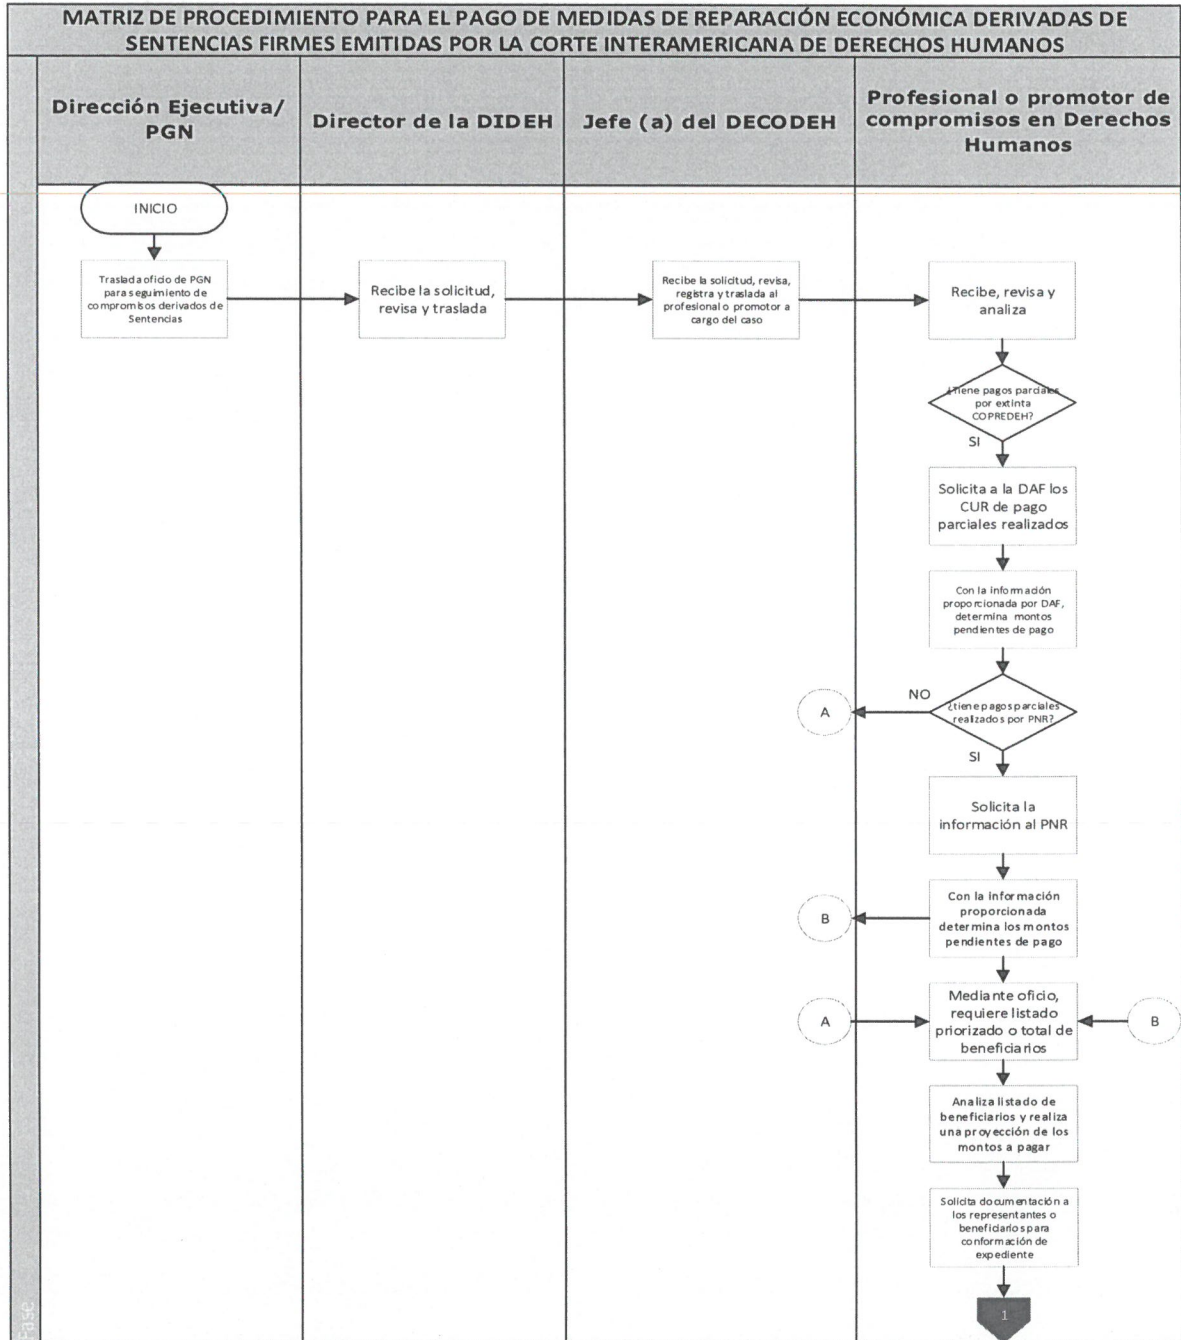 MATRIZ DE PROCEDIMIENTO PARA EL PAGO DE MEDIDAS DE REPARACIÓN ECONÓMICA DERIVADAS DE
SENTENCIAS FIRMES EMITIDAS POR LA CORTE INTERAMERICANA DE DERECHOS HUMANOS
Dirección Ejecutiva/
PGN
Director de la DIDEH
Jefe (a) del DECODEH
Profesional o promotor de
compromisos en Derechos
Humanos
INICIO
Traslada oficio de PGN
para seguimiento de
compromisos derivados de
Sentencias
Recibe la solicitud,
revisa y traslada
Recibe la solicitud, revisa,
registra y traslada al
profesional o promotor a
cargo del caso
Recibe, revisa y
analiza
¿Tiene pagos parciales
por extinta
COPREDEH?
SI
Solicita a la DAF los
CUR de pago
parciales realizados
Con la información
proporcionada por DAF,
determina montos
pendientes de pago
NO
A
¿tiene pagos parciales
realizados por PNR?
SI
Solicita la
información al PNR
B
Con la información
proporcionada
determina los montos
pendientes de pago
A
Mediante oficio,
requiere listado
priorizado o total de
beneficiarios
B
Analiza listado de
beneficiarios y realiza
una proyección de los
montos a pagar
Solicita documentación a
los representantes o
beneficiarios para
conformación de
expediente
1
Fase